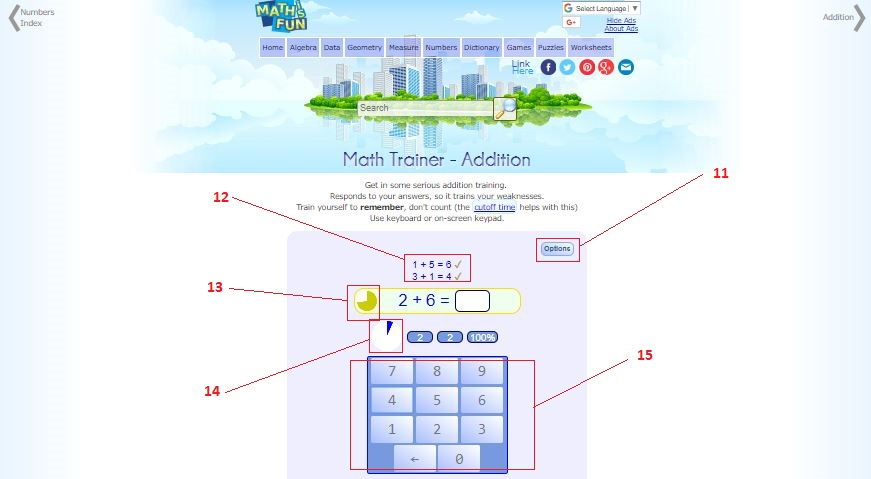 Numbers
Index
MATH'S
FUN
Select Language ▼
G+
Hide Ads
About Ads
Addition
Home Algebra Data Geometry Measure Numbers Dictionary Games Puzzles Worksheets
Link
Here
Search
Math Trainer - Addition
Get in some serious addition training.
Responds to your answers, so it trains your weaknesses.
Train yourself to remember, don't count (the cutoff time helps with this)
Use keyboard or on-screen keypad.
11
12
Options
1 + 5 = 6 ✓
3 + 1 = 4 ✓
13
2 + 6 =
2 2 100%
14
15
7 8 9
4 5 6
1 2 3
← 0